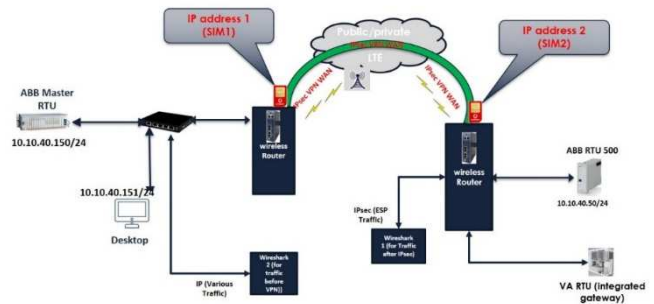 IP address 1
(SIM1)
Public/private
LTE
IP address 2
(SIM2)
IPsec VPN WAN
IPsec VPN WAN
ABB Master
RTU
10.10.40.150/24
wireless
Router
wireless
Router
ABB RTU 500
10.10.40.50/24
10.10.40.151/24
Desktop
IPsec (ESP
Traffic)
Wireshark
1 (for Traffic
after IPsec)
Wireshark
2 (for
traffic
before
VPN))
IP (Various
Traffic)
VA RTU (integrated
gateway)